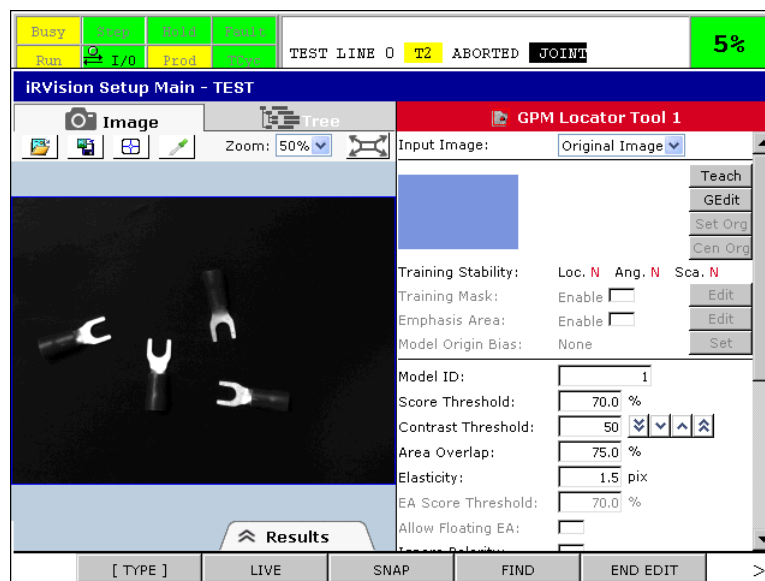 Busy Step Hold Fault
Run I/O Prod TCyc
TEST LINE 0 T2 ABORTED JOINT
5%
iRVision Setup Main - TEST
Image Tree
GPM Locator Tool 1
Zoom: 50%
Input Image: Original Image
Teach
GEdit
Set Org
Cen Org
Training Stability: Loc. N Ang. N Sca. N
Training Mask: Enable Edit
Emphasis Area: Enable Edit
Model Origin Bias: None Set
Model ID: 1
Score Threshold: 70.0 %
Contrast Threshold: 50
Area Overlap: 75.0 %
Elasticity: 1.5 pix
EA Score Threshold: 70.0 %
Allow Floating EA:
Ignore Polarity:
Results
[ TYPE ] LIVE SNAP FIND END EDIT >